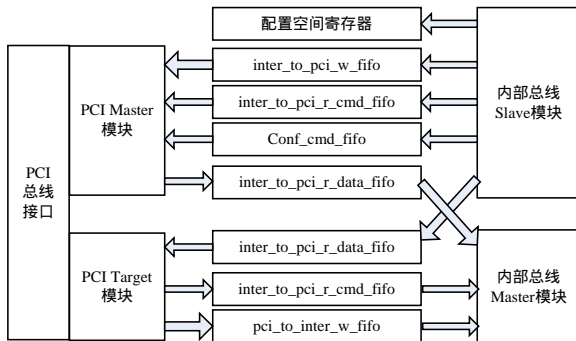 配置空间寄存器
inter_to_pci_w_fifo
inter_to_pci_r_cmd_fifo
Conf_cmd_fifo
inter_to_pci_r_data_fifo
inter_to_pci_r_data_fifo
inter_to_pci_r_cmd_fifo
pci_to_inter_w_fifo
PCI
总线
接口
PCI Master
模块
PCI Target
模块
内部总线
Slave模块
内部总线
Master模块